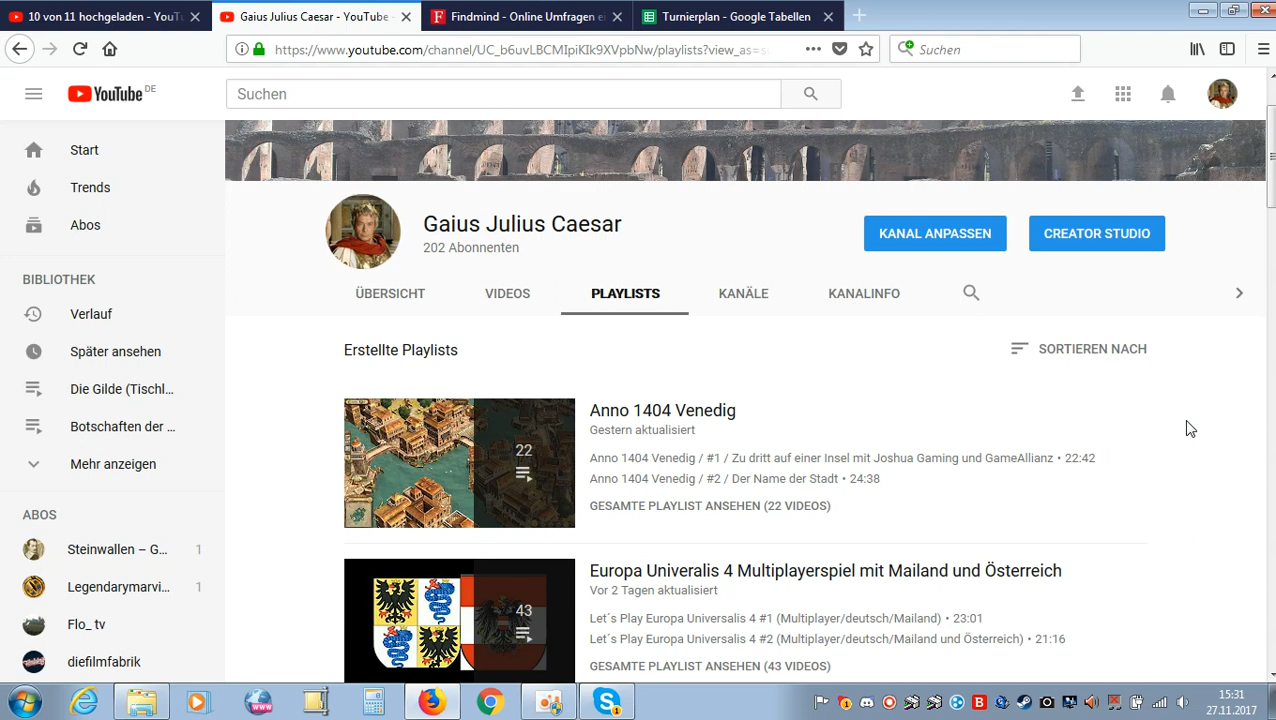 10 von 11 hochgeladen - YouTu
Gaius Julius Caesar - YouTube
Findmind - Online Umfragen e
Turnierplan - Google Tabellen
https://www.youtube.com/channel/UC_b6uvLBCMIpiKIk9XVpbNw/playlists?view_as=s
Suchen
YouTube DE
Suchen
Start
Trends
Abos
BIBLIOTHEK
Verlauf
Später ansehen
Die Gilde (Tischl...
Botschaften der ...
Mehr anzeigen
ABOS
Steinwallen – G... 1
Legendarymarvi... 1
Flo_ tv
diefilmfabrik
Gaius Julius Caesar
202 Abonnenten
KANAL ANPASSEN
CREATOR STUDIO
ÜBERSICHT
VIDEOS
PLAYLISTS
KANÄLE
KANALINFO
Erstellte Playlists
SORTIEREN NACH
22
Anno 1404 Venedig
Gestern aktualisiert
Anno 1404 Venedig / #1 / Zu dritt auf einer Insel mit Joshua Gaming und GameAllianz • 22:42
Anno 1404 Venedig / #2 / Der Name der Stadt • 24:38
GESAMTE PLAYLIST ANSEHEN (22 VIDEOS)
43
Europa Univeralis 4 Multiplayerspiel mit Mailand und Österreich
Vor 2 Tagen aktualisiert
Let´s Play Europa Universalis 4 #1 (Multiplayer/deutsch/Mailand) • 23:01
Let´s Play Europa Universalis 4 #2 (Multiplayer/deutsch/Mailand und Österreich) • 21:16
GESAMTE PLAYLIST ANSEHEN (43 VIDEOS)
15:31
27.11.2017